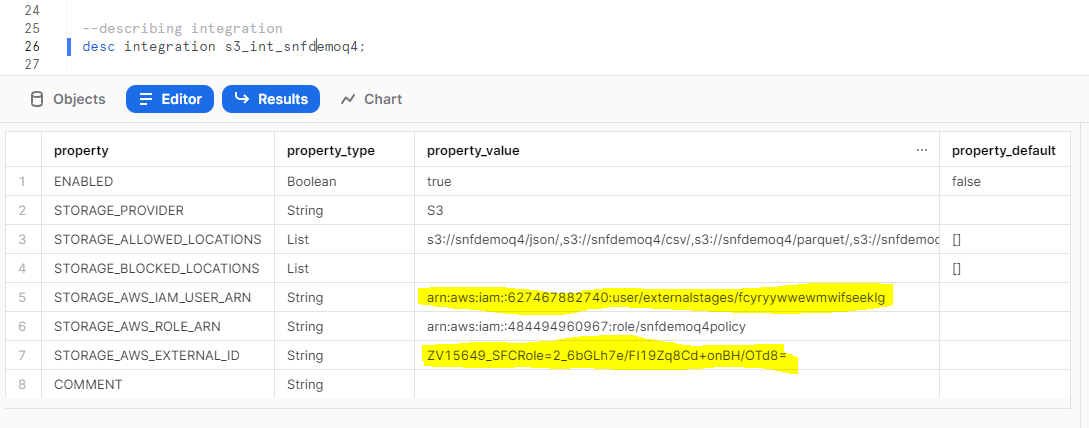 24
25 --describing integration
26 desc integration s3_int_snfdemoq4;
27
Objects Editor Results Chart
property property_type property_value ... property_default
1 ENABLED Boolean true false
2 STORAGE_PROVIDER String S3
3 STORAGE_ALLOWED_LOCATIONS List s3://snfdemoq4/json/,s3://snfdemoq4/csv/,s3://snfdemoq4/parquet/,s3://snfdemoq []
4 STORAGE_BLOCKED_LOCATIONS List []
5 STORAGE_AWS_IAM_USER_ARN String arn:aws:iam::627467882740:user/externalstages/fcyryywwewmwifseeklg
6 STORAGE_AWS_ROLE_ARN String arn:aws:iam::484494960967:role/snfdemoq4policy
7 STORAGE_AWS_EXTERNAL_ID String ZV15649_SFCRole=2_6bGLh7e/FI19Zq8Cd+onBH/OTd8=
8 COMMENT String